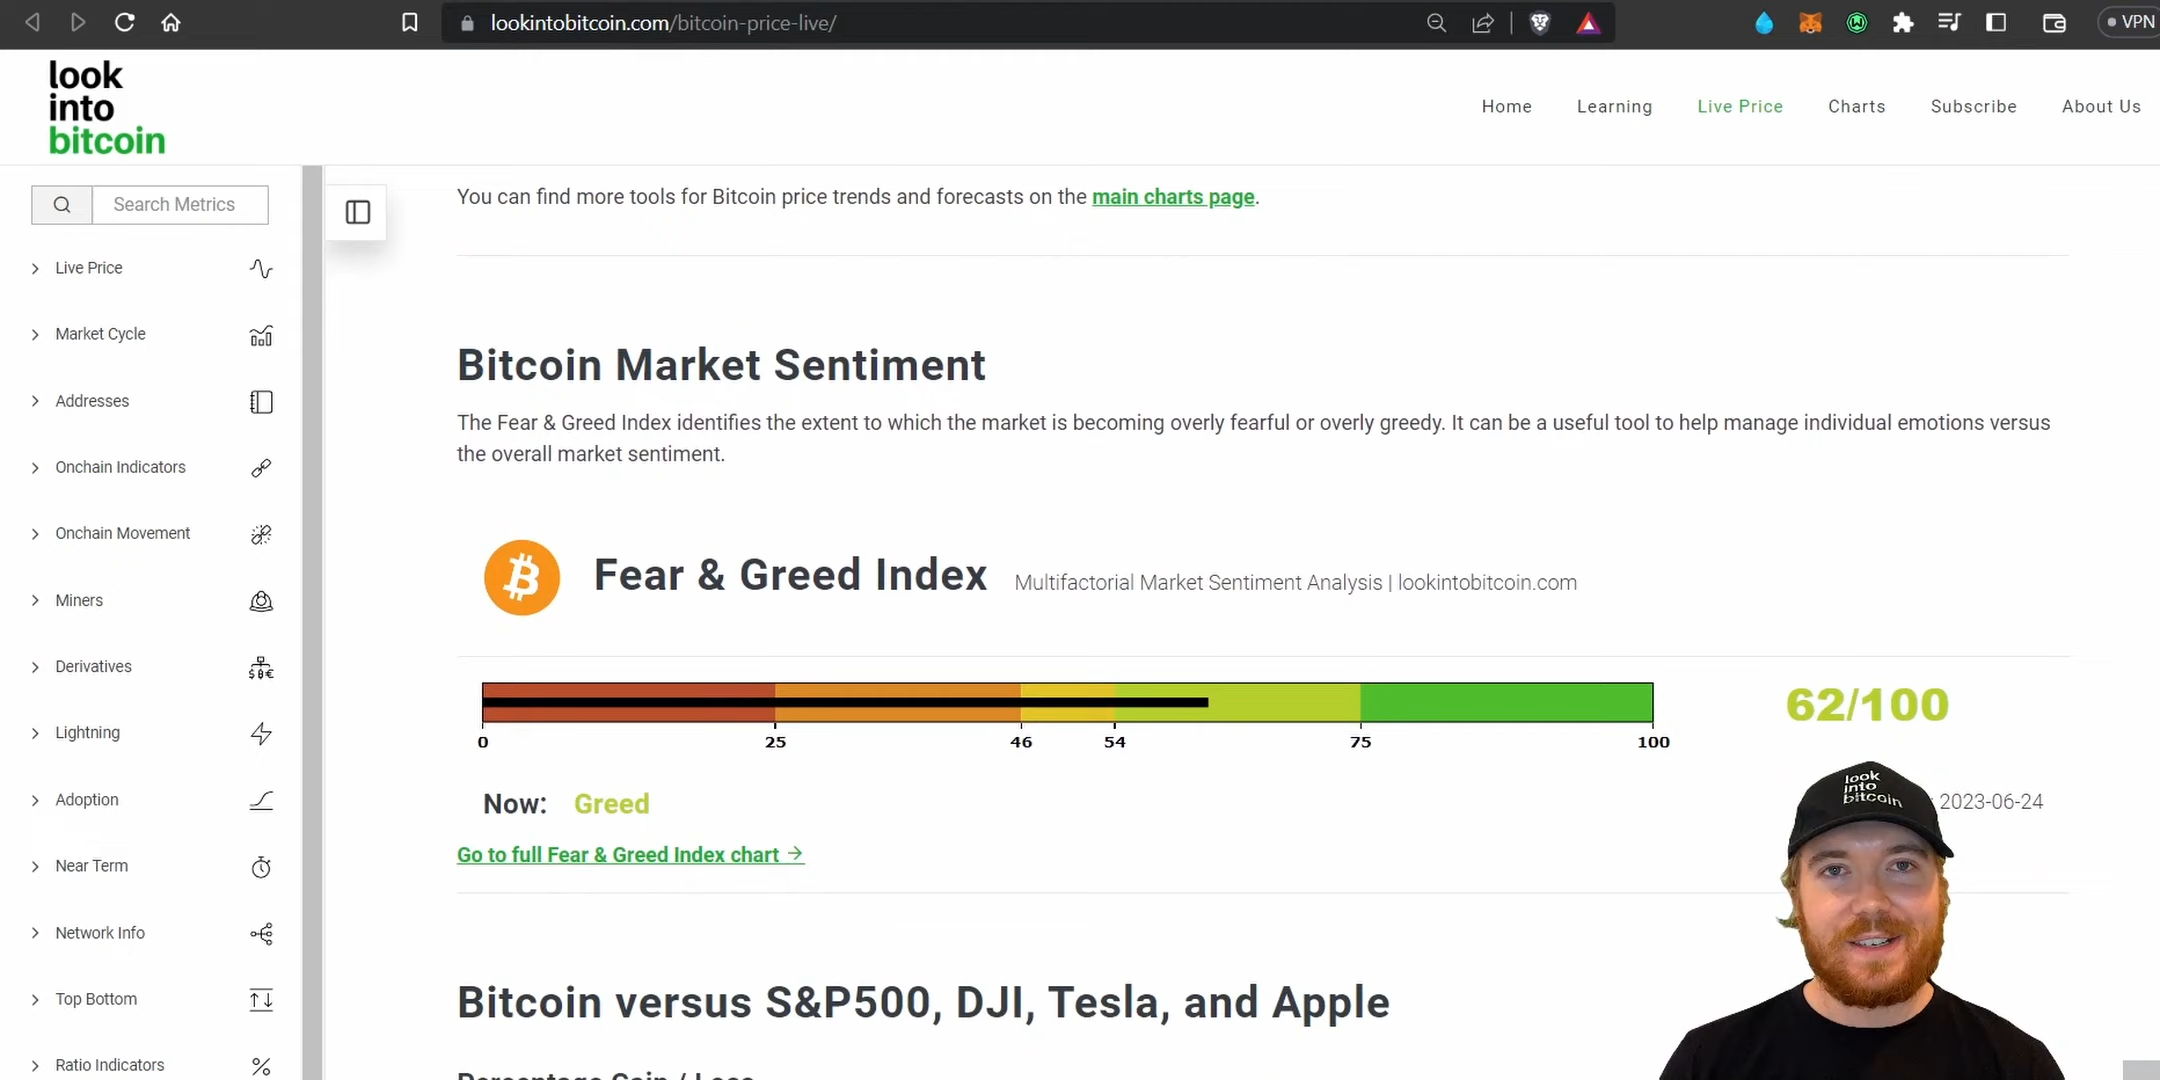 lookintobitcoin.com/bitcoin-price-live/
VPN
look
into
bitcoin
Home
Learning
Live Price
Charts
Subscribe
About Us
Search Metrics
Live Price
Market Cycle
Addresses
Onchain Indicators
Onchain Movement
Miners
Derivatives
Lightning
Adoption
Near Term
Network Info
Top Bottom
Ratio Indicators
You can find more tools for Bitcoin price trends and forecasts on the main charts page.
Bitcoin Market Sentiment
The Fear & Greed Index identifies the extent to which the market is becoming overly fearful or overly greedy. It can be a useful tool to help manage individual emotions versus
the overall market sentiment.
Fear & Greed Index Multifactorial Market Sentiment Analysis | lookintobitcoin.com
62/100
0 25 46 54 75 100
Now: Greed
2023-06-24
Go to full Fear & Greed Index chart →
look
into
bitcoin
Bitcoin versus S&P500, DJI, Tesla, and Apple
Percentage Gain / Loss